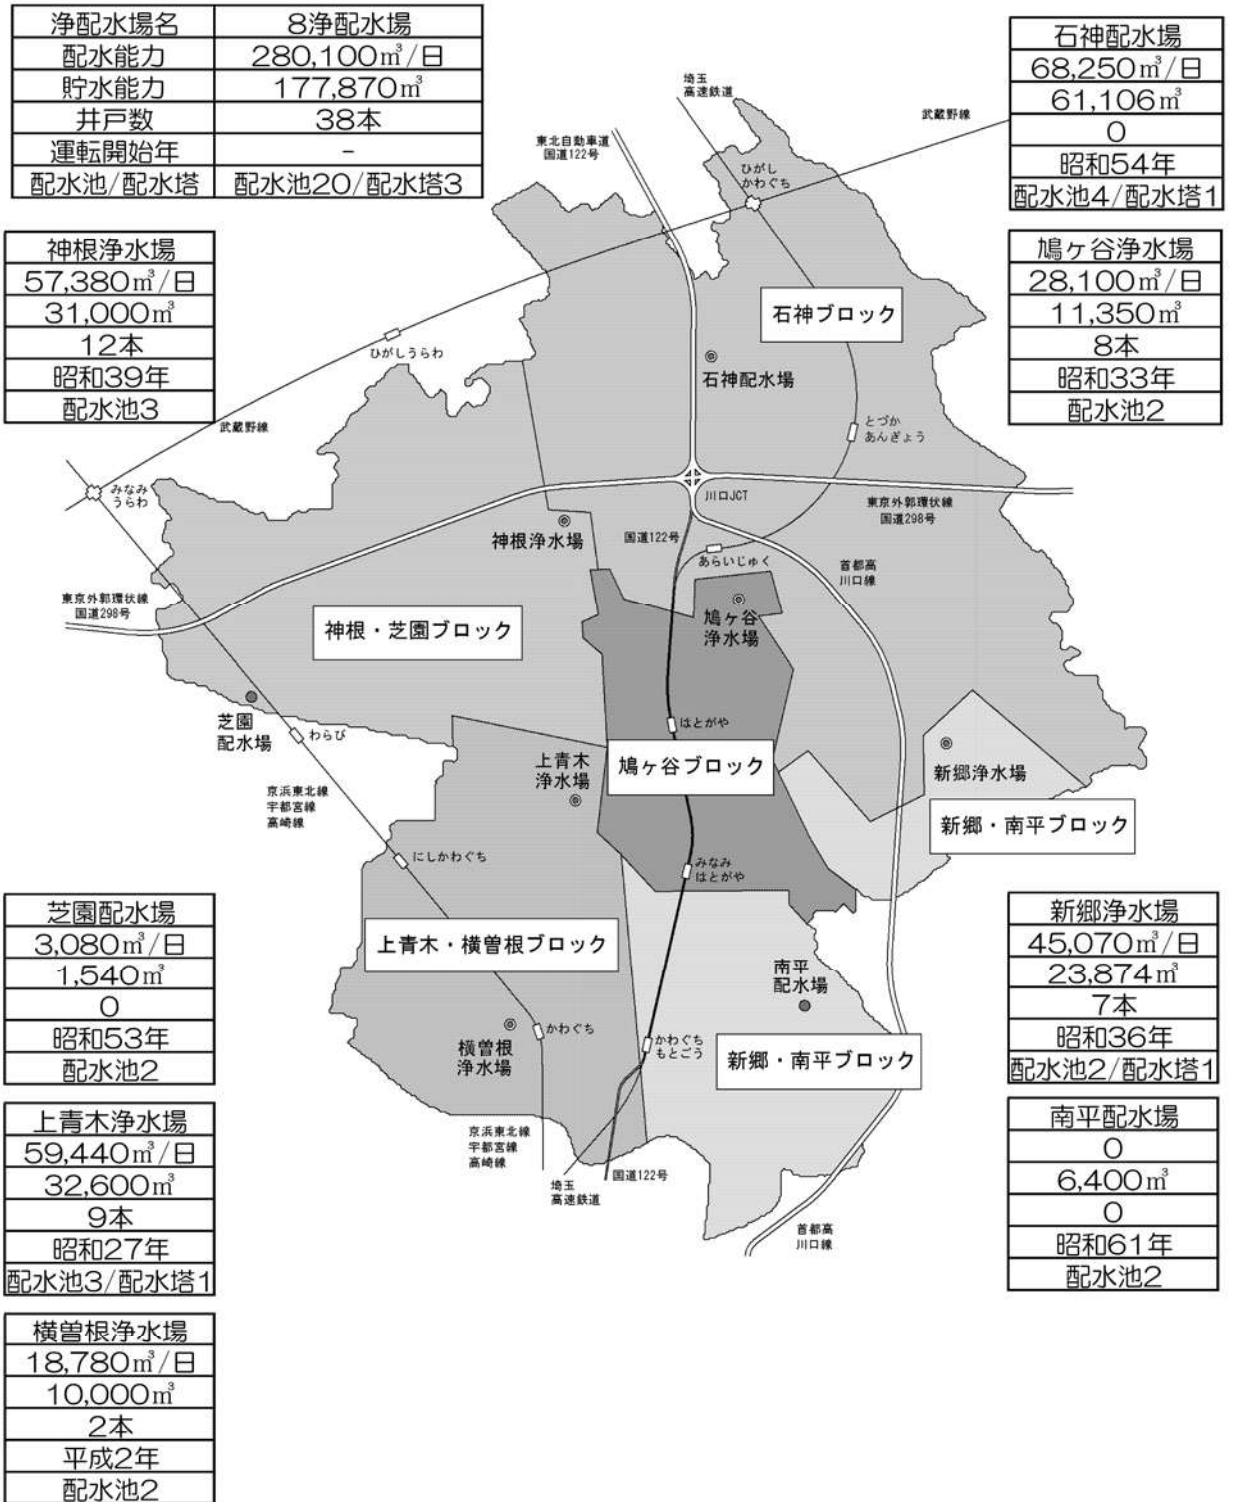 浄配水場名 8浄配水場
配水能力 280,100㎥/日
貯水能力 177,870㎥
井戸数 38本
運転開始年 -
配水池/配水塔 配水池20/配水塔3
石神配水場
68,250㎥/日
61,106㎥
0
昭和54年
配水池4/配水塔1
神根浄水場
57,380㎥/日
31,000㎥
12本
昭和39年
配水池3
鳩ヶ谷浄水場
28,100㎥/日
11,350㎥
8本
昭和33年
配水池2
埼玉
高速鉄道
武蔵野線
東北自動車道
国道122号
ひがし
かわぐち
石神ブロック
ひがしうらわ
石神配水場
武蔵野線
とづか
あんぎょう
みなみ
うらわ
川口JCT
東京外郭環状線
国道298号
神根浄水場
国道122号
あらいじゅく
首都高
川口線
東京外郭環状線
国道298号
神根・芝園ブロック
鳩ヶ谷
浄水場
芝園
配水場
わらび
はとがや
上青木
浄水場
鳩ヶ谷ブロック
新郷浄水場
京浜東北線
宇都宮線
高崎線
新郷・南平ブロック
にしかわぐち
みなみ
はとがや
上青木・横曽根ブロック
南平
配水場
横曽根
浄水場
かわぐち
かわぐち
もとごう
新郷・南平ブロック
京浜東北線
宇都宮線
高崎線
埼玉
高速鉄道
国道122号
首都高
川口線
芝園配水場
3,080㎥/日
1,540㎥
0
昭和53年
配水池2
新郷浄水場
45,070㎥/日
23,874㎥
7本
昭和36年
配水池2/配水塔1
上青木浄水場
59,440㎥/日
32,600㎥
9本
昭和27年
配水池3/配水塔1
南平配水場
0
6,400㎥
0
昭和61年
配水池2
横曽根浄水場
18,780㎥/日
10,000㎥
2本
平成2年
配水池2